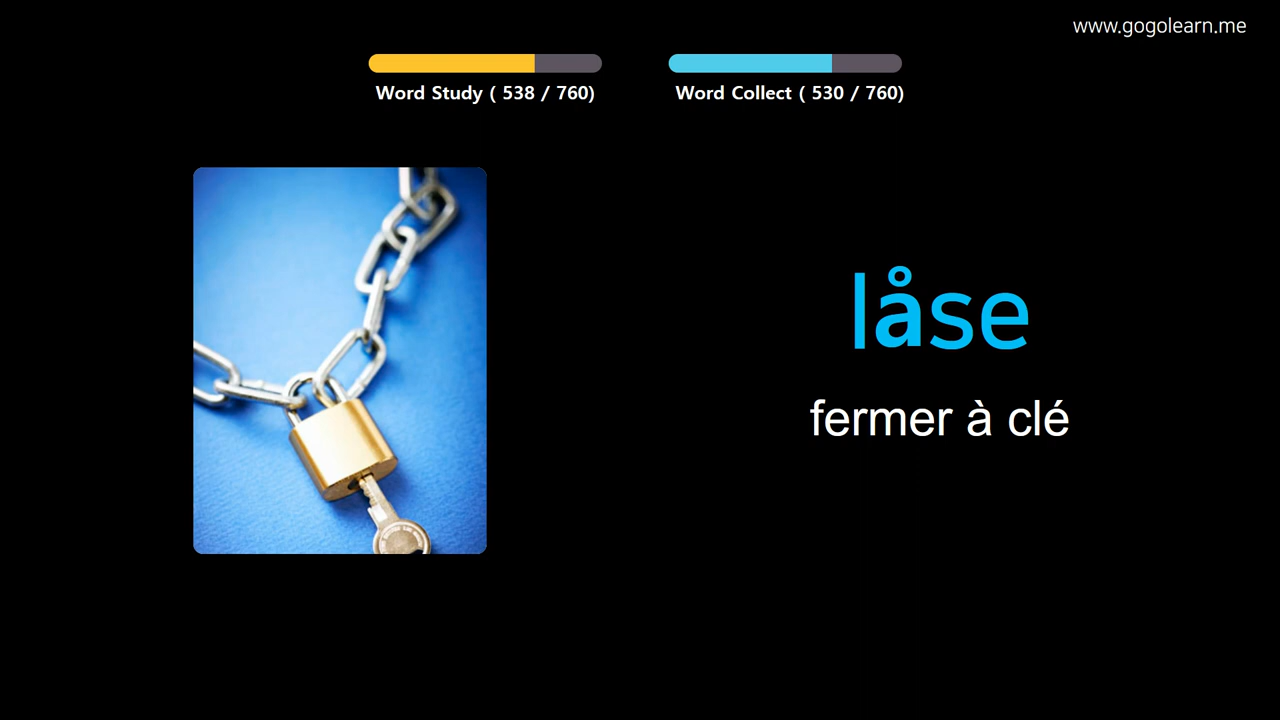 www.gogolearn.me
Word Study ( 538 / 760)
Word Collect ( 530 / 760)
låse
fermer à clé